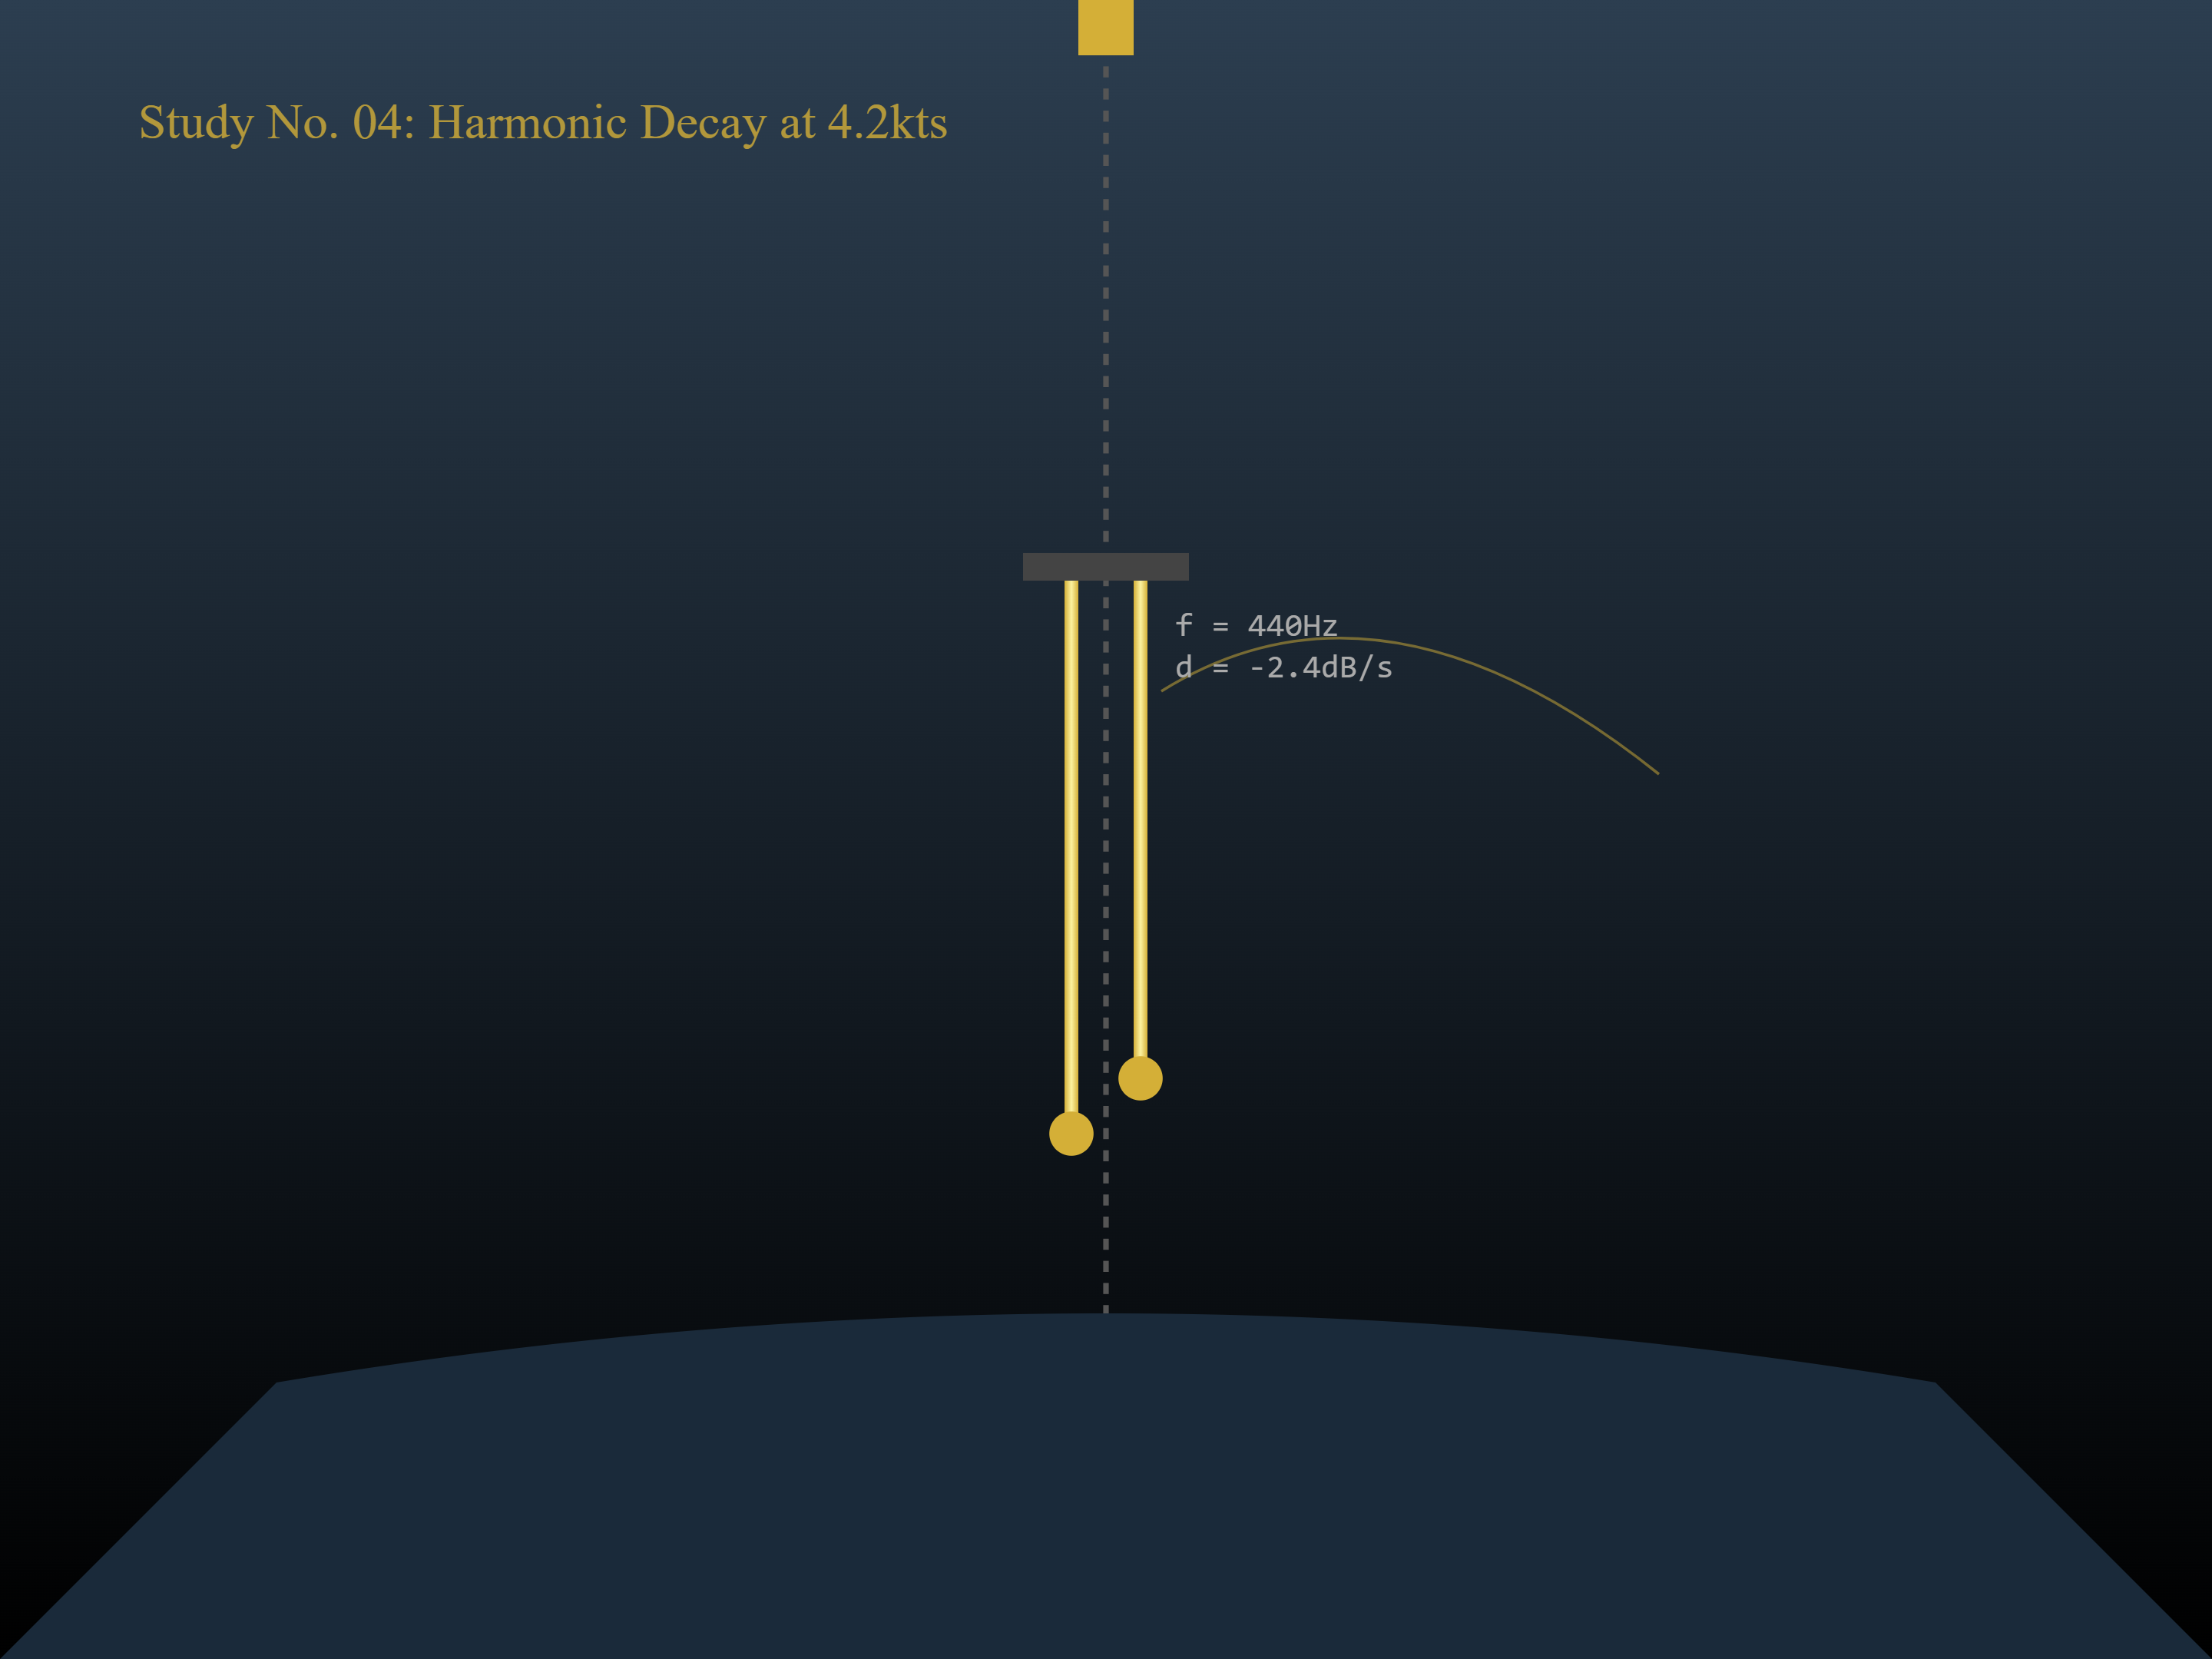 Study No. 04: Harmonic Decay at 4.2kts
f = 440Hz
d = -2.4dB/s